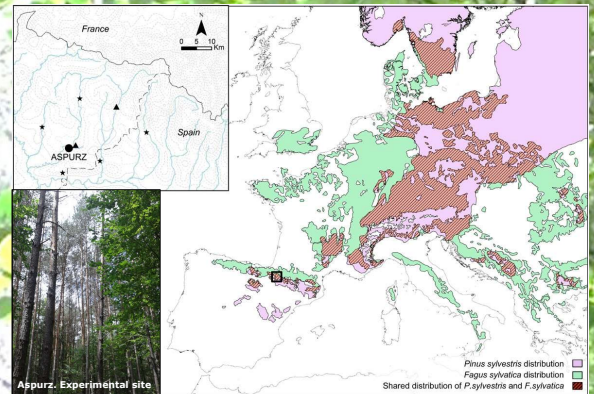 France
N
0 5 10
Km
ASPURZ
Spain
Aspurz. Experimental site
Pinus sylvestris distribution
Fagus sylvatica distribution
Shared distribution of P.sylvestris and F.sylvatica